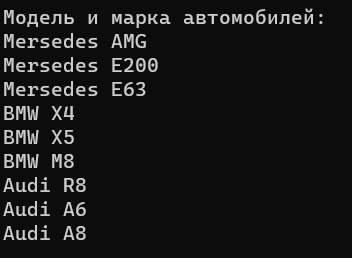 Модель и марка автомобилей:
Mersedes AMG
Mersedes E200
Mersedes E63
BMW X4
BMW X5
BMW M8
Audi R8
Audi A6
Audi A8